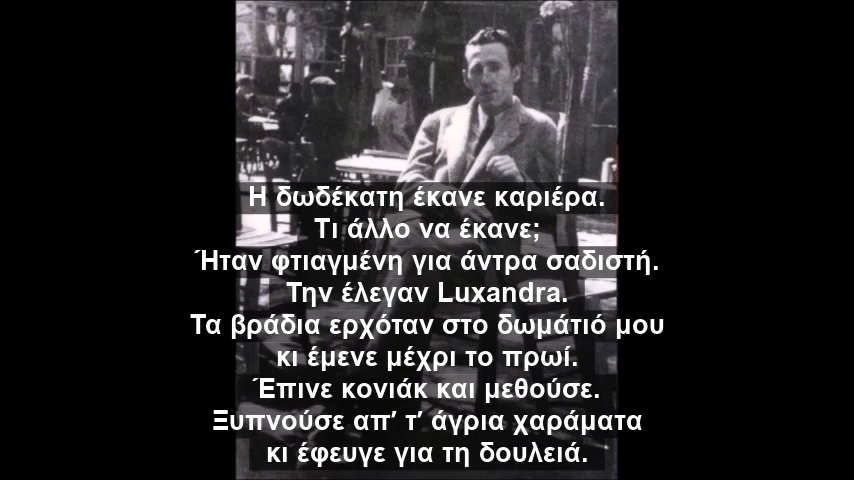 Η δωδέκατη έκανε καριέρα.
Τι άλλο να έκανε;
Ήταν φτιαγμένη για άντρα σαδιστή.
Την έλεγαν Luxandra.
Τα βράδια ερχόταν στο δωμάτιό μου
κι έμενε μέχρι το πρωί.
Έπινε κονιάκ και μεθούσε.
Ξυπνούσε απ’ τ’ άγρια χαράματα
κι έφευγε για τη δουλειά.